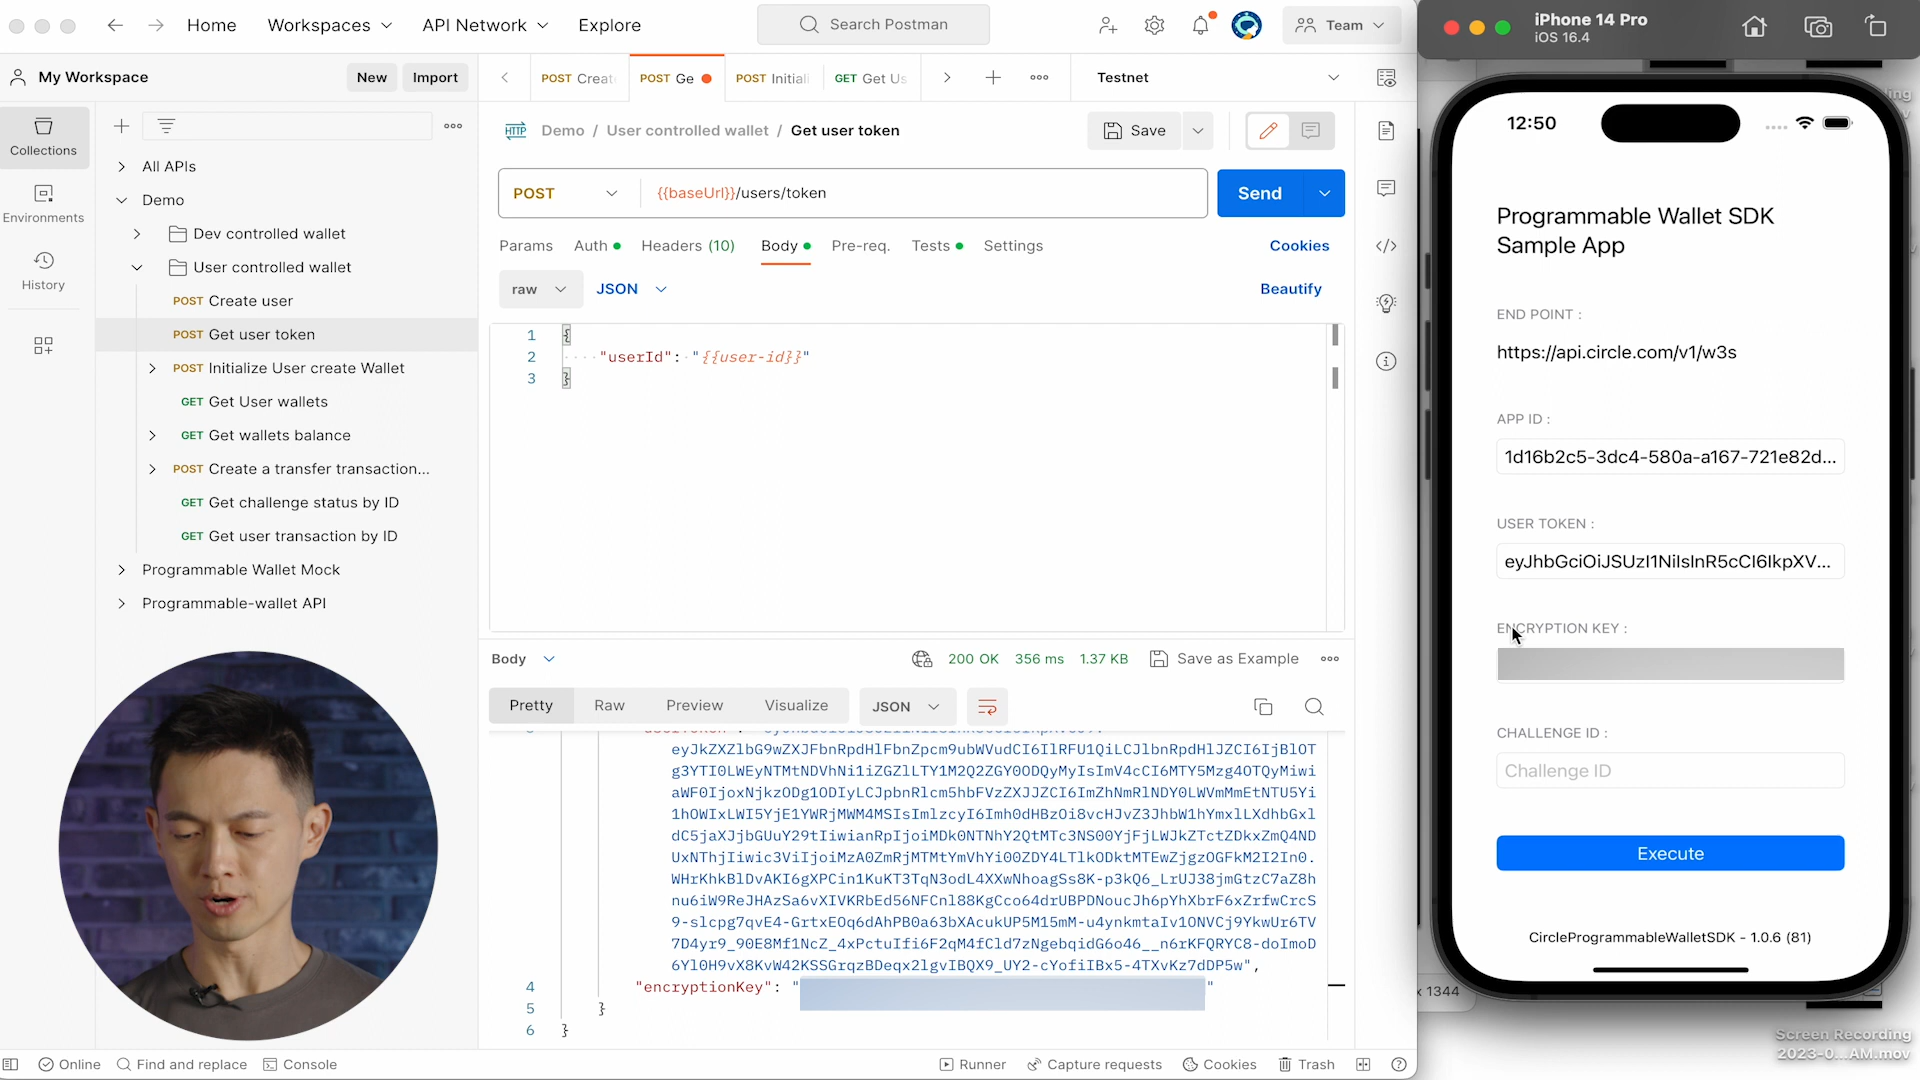 Home
Workspaces
API Network
Explore
Search Postman
Team
My Workspace
New
Import
POST Creat
POST Ge
POST Initiali
GET Get Us
Testnet
Collections
Environments
History
All APIs
Demo
Dev controlled wallet
User controlled wallet
POST Create user
POST Get user token
POST Initialize User create Wallet
GET Get User wallets
GET Get wallets balance
POST Create a transfer transaction...
GET Get challenge status by ID
GET Get user transaction by ID
Programmable Wallet Mock
Programmable-wallet API
HTTP Demo / User controlled wallet / Get user token
Save
POST
{{baseUrl}}/users/token
Send
Params
Auth
Headers (10)
Body
Pre-req.
Tests
Settings
Cookies
raw
JSON
Beautify
1 {
2 "userId": "{{user-id}}"
3 }
Body
200 OK 356 ms 1.37 KB
Save as Example
Pretty
Raw
Preview
Visualize
JSON
eyJkZXZlbG9wZXJFbnRpdHlFbnZpcm9ubWVudCI6IlRFU1QiLCJlbnRpdHlJZCI6IjBlOT
g3YTI0LWEyNTMtNDVhNi1iZGZlLTY1M2Q2ZGY0ODQyMyIsImV4cCI6MTY5Mzg4OTQyMiwi
aWF0IjoxNjkzODg1ODIyLCJpbnRlcm5hbFVzZXJJZCI6ImZhNmRlNDY0LWVmMmEtNTU5Yi
1hOWIxLWI5YjE1YWRjMWM4MSIsImlzcyI6Imh0dHBzOi8vcHJvZ3JhbW1hYmxlLXdhbGxl
dC5jaXJjbGUuY29tIiwianRpIjoiMDk0NTNhY2QtMTc3NS00YjFjLWJkZTctZDkxZmQ4ND
UxNThjIiwic3ViIjoiMzA0ZmRjMTMtYmVhYi00ZDY4LTlkODktMTEwZjgzOGFkM2I2In0.
WHrKhkBlDvAKI6gXPCin1KuKT3TqN3odL4XXwNhoagSs8K-p3kQ6_LrUJ38jmGtzC7aZ8h
nu6iW9ReJHAzSa6vXIVKRbEd56NFCnl88KgCco64drUBPDNoucJh6pYhXbrF6xZrfwCrcS
9-slcpg7qvE4-GrtxEOq6dAhPB0a63bXAcukUP5M15mM-u4ynkmtaIv1ONVCj9YkwUr6TV
7D4yr9_90E8Mf1NcZ_4xPctuIfi6F2qM4fCld7zNgebqidG6o46__n6rKFQRYC8-doImoD
6Yl0H9vX8KvW42KSSGrqzBDeqx2lgvIBQX9_UY2-cYofiIBx5-4TXvKz7dDP5w",
4 "encryptionKey": " "
5 }
6 }
Online
Find and replace
Console
Runner
Capture requests
Cookies
Trash
iPhone 14 Pro
iOS 16.4
12:50
Programmable Wallet SDK
Sample App
END POINT :
https://api.circle.com/v1/w3s
APP ID :
1d16b2c5-3dc4-580a-a167-721e82d...
USER TOKEN :
eyJhbGciOiJSUzI1NiIsInR5cCI6IkpXV...
ENCRYPTION KEY :
CHALLENGE ID :
Challenge ID
Execute
CircleProgrammableWalletSDK - 1.0.6 (81)
x 1344
Screen Recording
2023-0...AM.mov